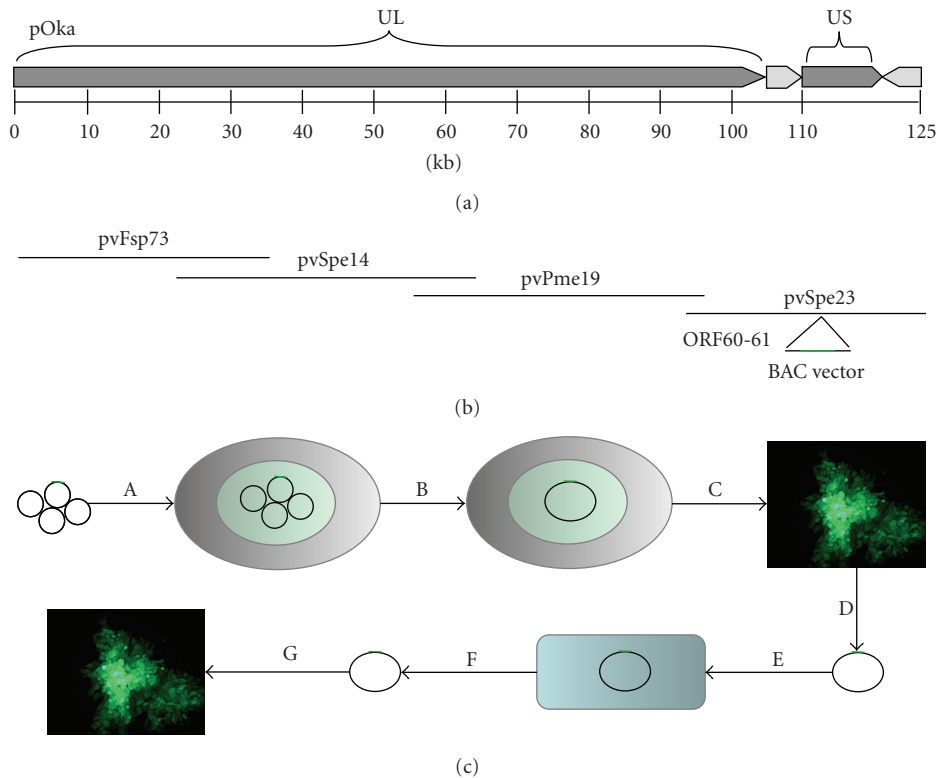 pOka
UL
US
0 10 20 30 40 50 60 70 80 90 100 110 125
(kb)
(a)
pvFsp73
pvSpe14
pvPme19
pvSpe23
ORF60-61
BAC vector
(b)
A
B
C
D
E
F
G
(c)